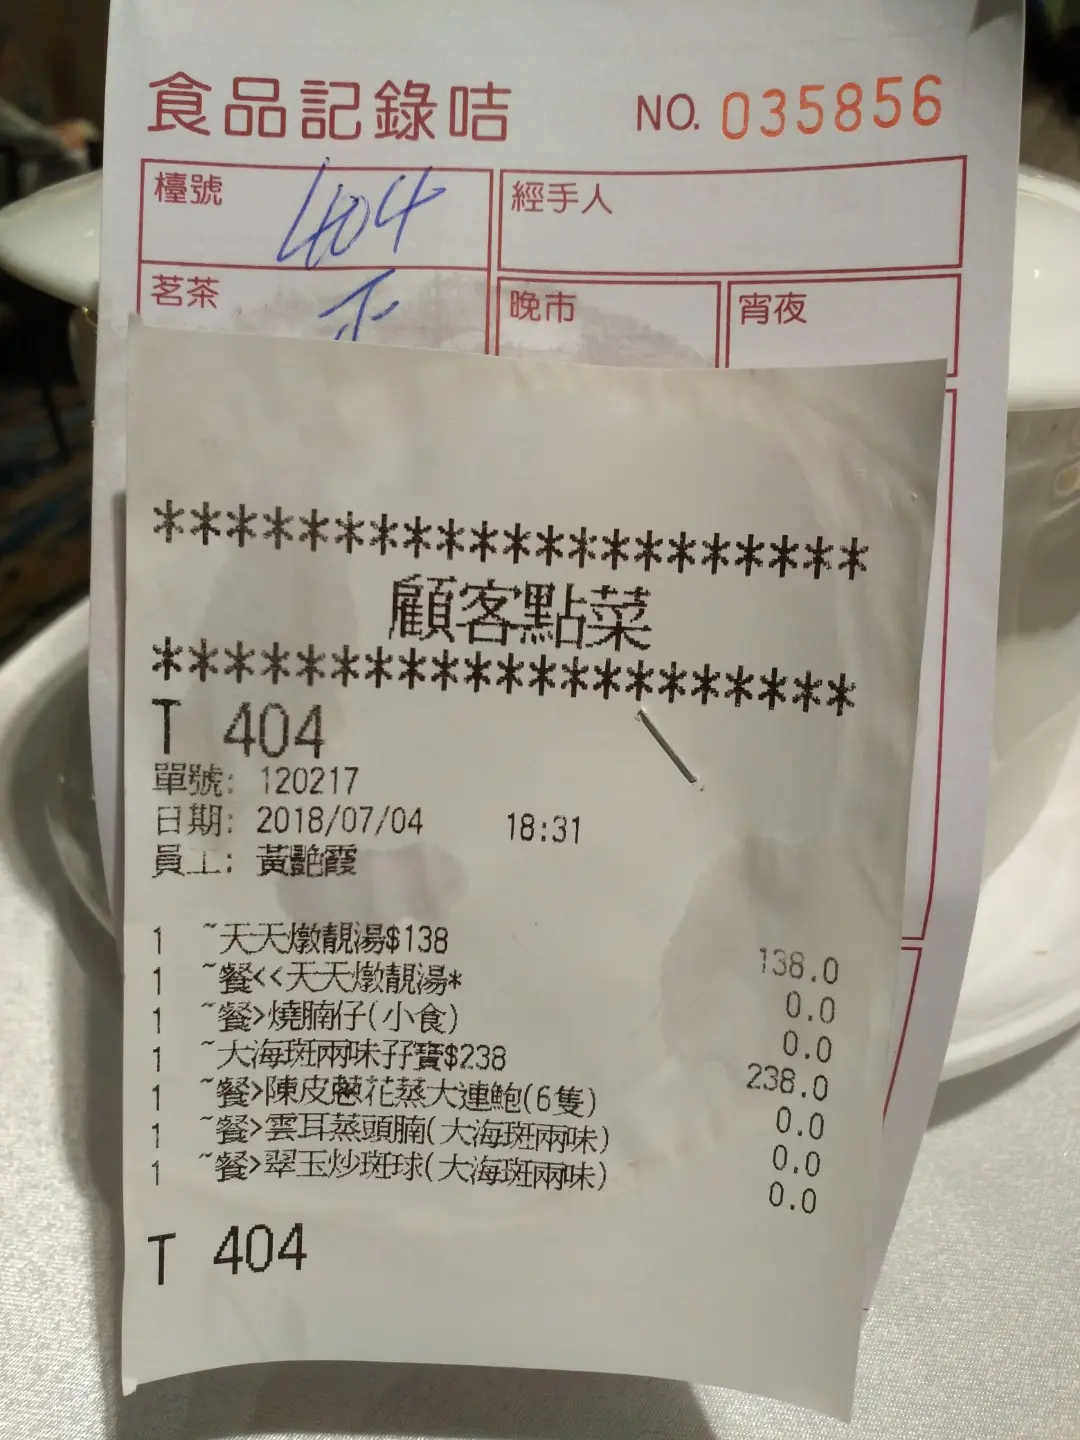 食品記錄咭 NO. 035856
檯號 404 經手人
茗茶 晚市 宵夜
**********************
顧客點菜
**********************
T 404
單號: 120217
日期: 2018/07/04 18:31
員工: 黃艷霞
1 ~天天燉靚湯$138 138.0
1 ~餐<<天天燉靚湯* 0.0
1 ~餐>燒腩仔(小食) 0.0
1 ~大海斑兩味孖寶$238 238.0
1 ~餐>陳皮蔥花蒸大連鮑(6隻) 0.0
1 ~餐>雲耳蒸頭腩(大海斑兩味) 0.0
1 ~餐>翠玉炒斑球(大海斑兩味) 0.0
T 404